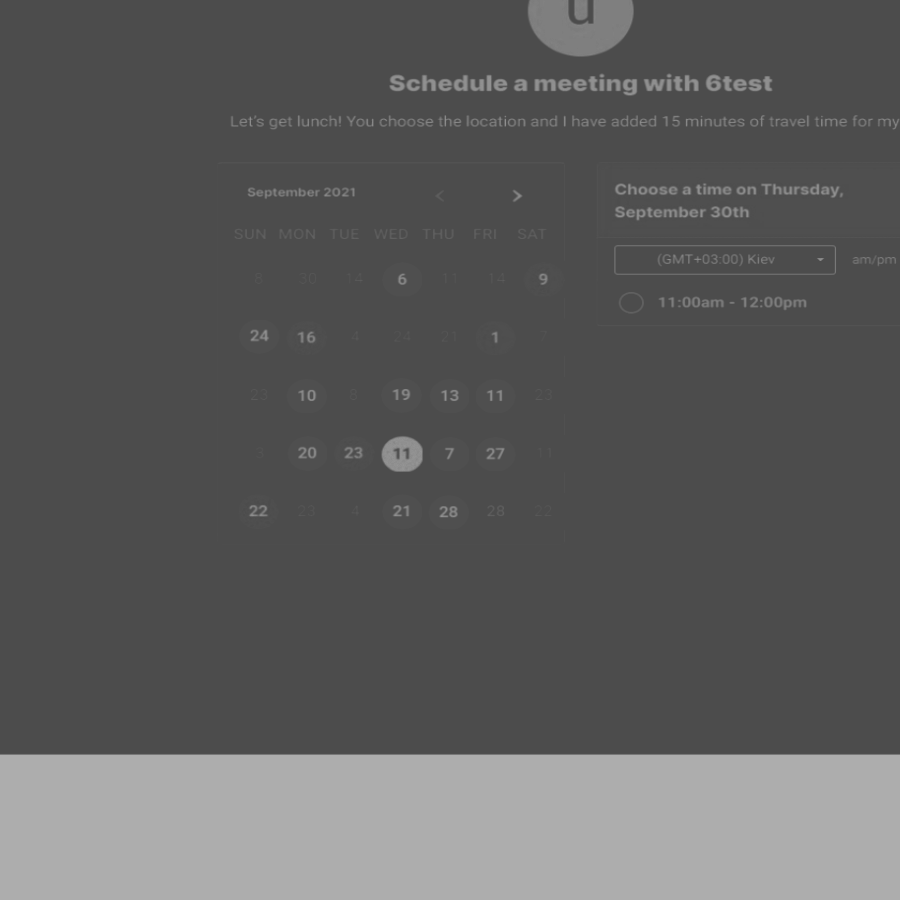 u
Schedule a meeting with 6test
Let's get lunch! You choose the location and I have added 15 minutes of travel time for my
September 2021
SUN MON TUE WED THU FRI SAT
8 30 14 6 11 14 9
24 16 4 24 21 1 7
23 10 8 19 13 11 23
3 20 23 11 7 27 11
22 23 4 21 28 28 22
Choose a time on Thursday,
September 30th
(GMT+03:00) Kiev am/pm
11:00am - 12:00pm